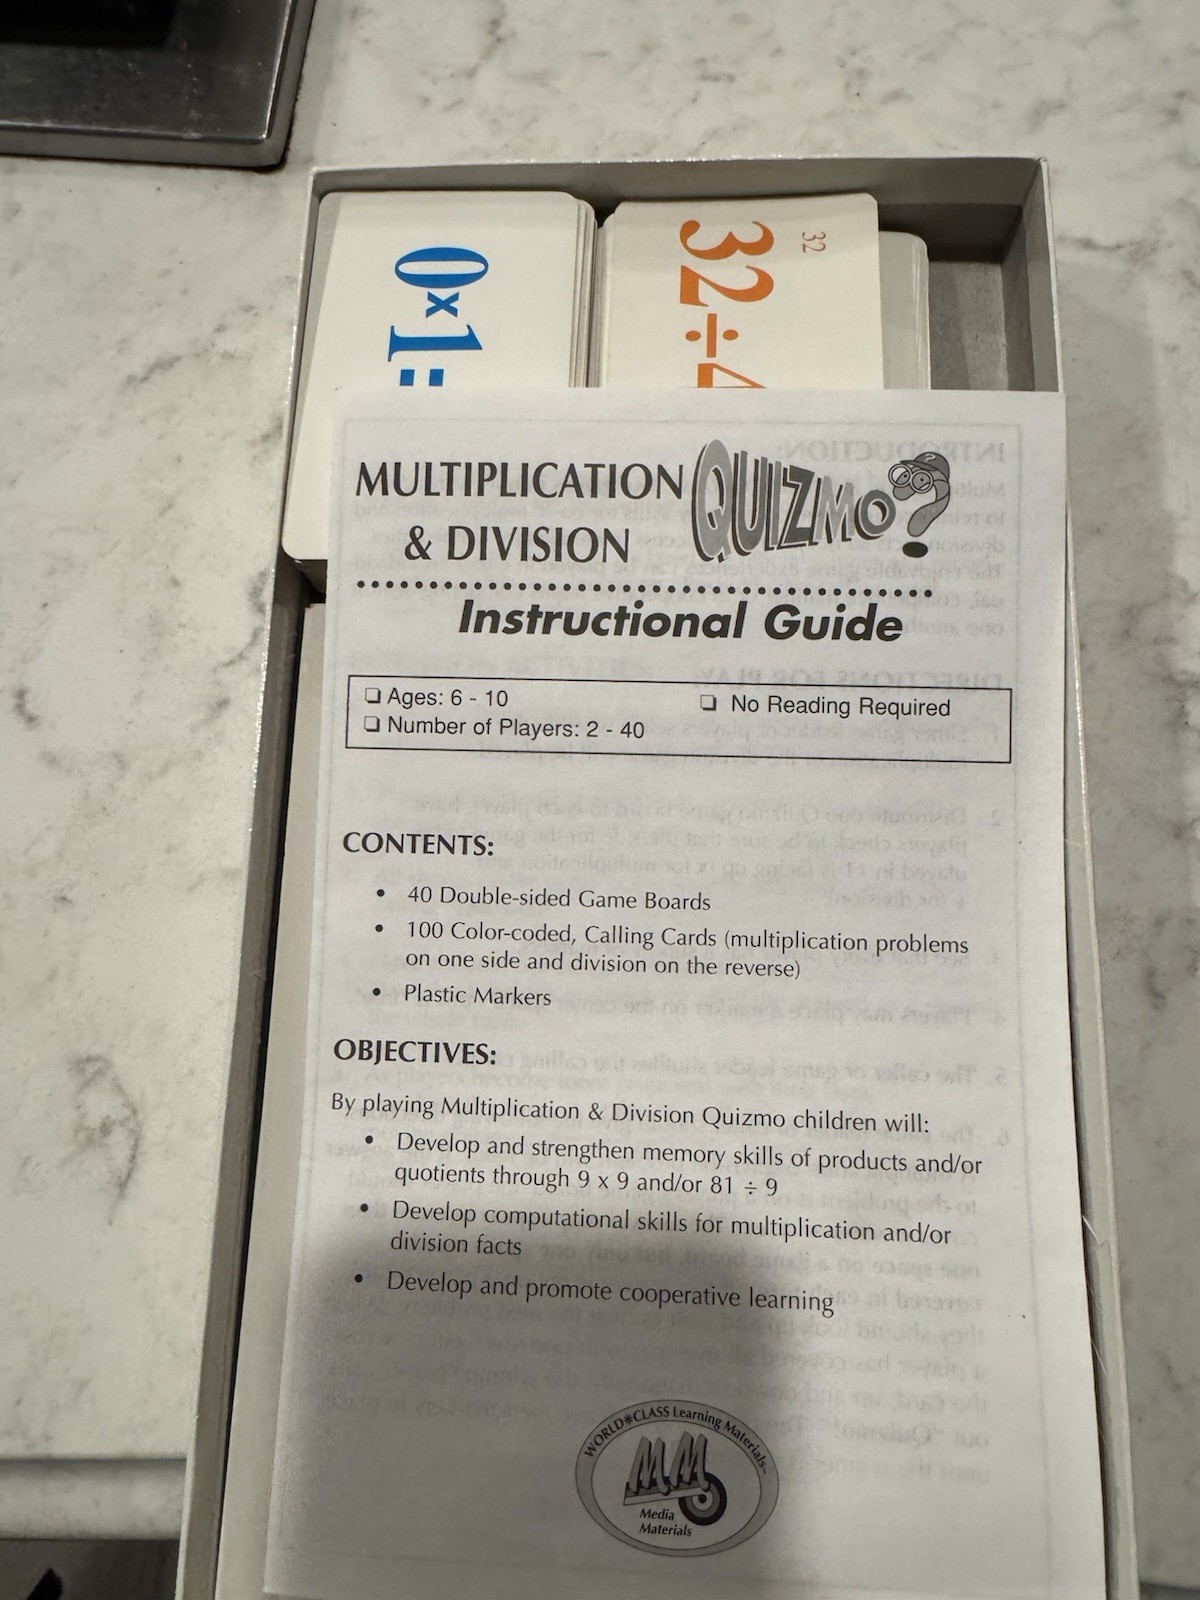 0x1=
32
32÷4
MULTIPLICATION
& DIVISION
QUIZMO?
Instructional Guide
❏ Ages: 6 - 10
❏ No Reading Required
❏ Number of Players: 2 - 40
CONTENTS:
• 40 Double-sided Game Boards
• 100 Color-coded, Calling Cards (multiplication problems
on one side and division on the reverse)
• Plastic Markers
OBJECTIVES:
By playing Multiplication & Division Quizmo children will:
• Develop and strengthen memory skills of products and/or
quotients through 9 x 9 and/or 81 ÷ 9
• Develop computational skills for multiplication and/or
division facts
• Develop and promote cooperative learning
WORLD*CLASS Learning Materials™
MM
Media
Materials